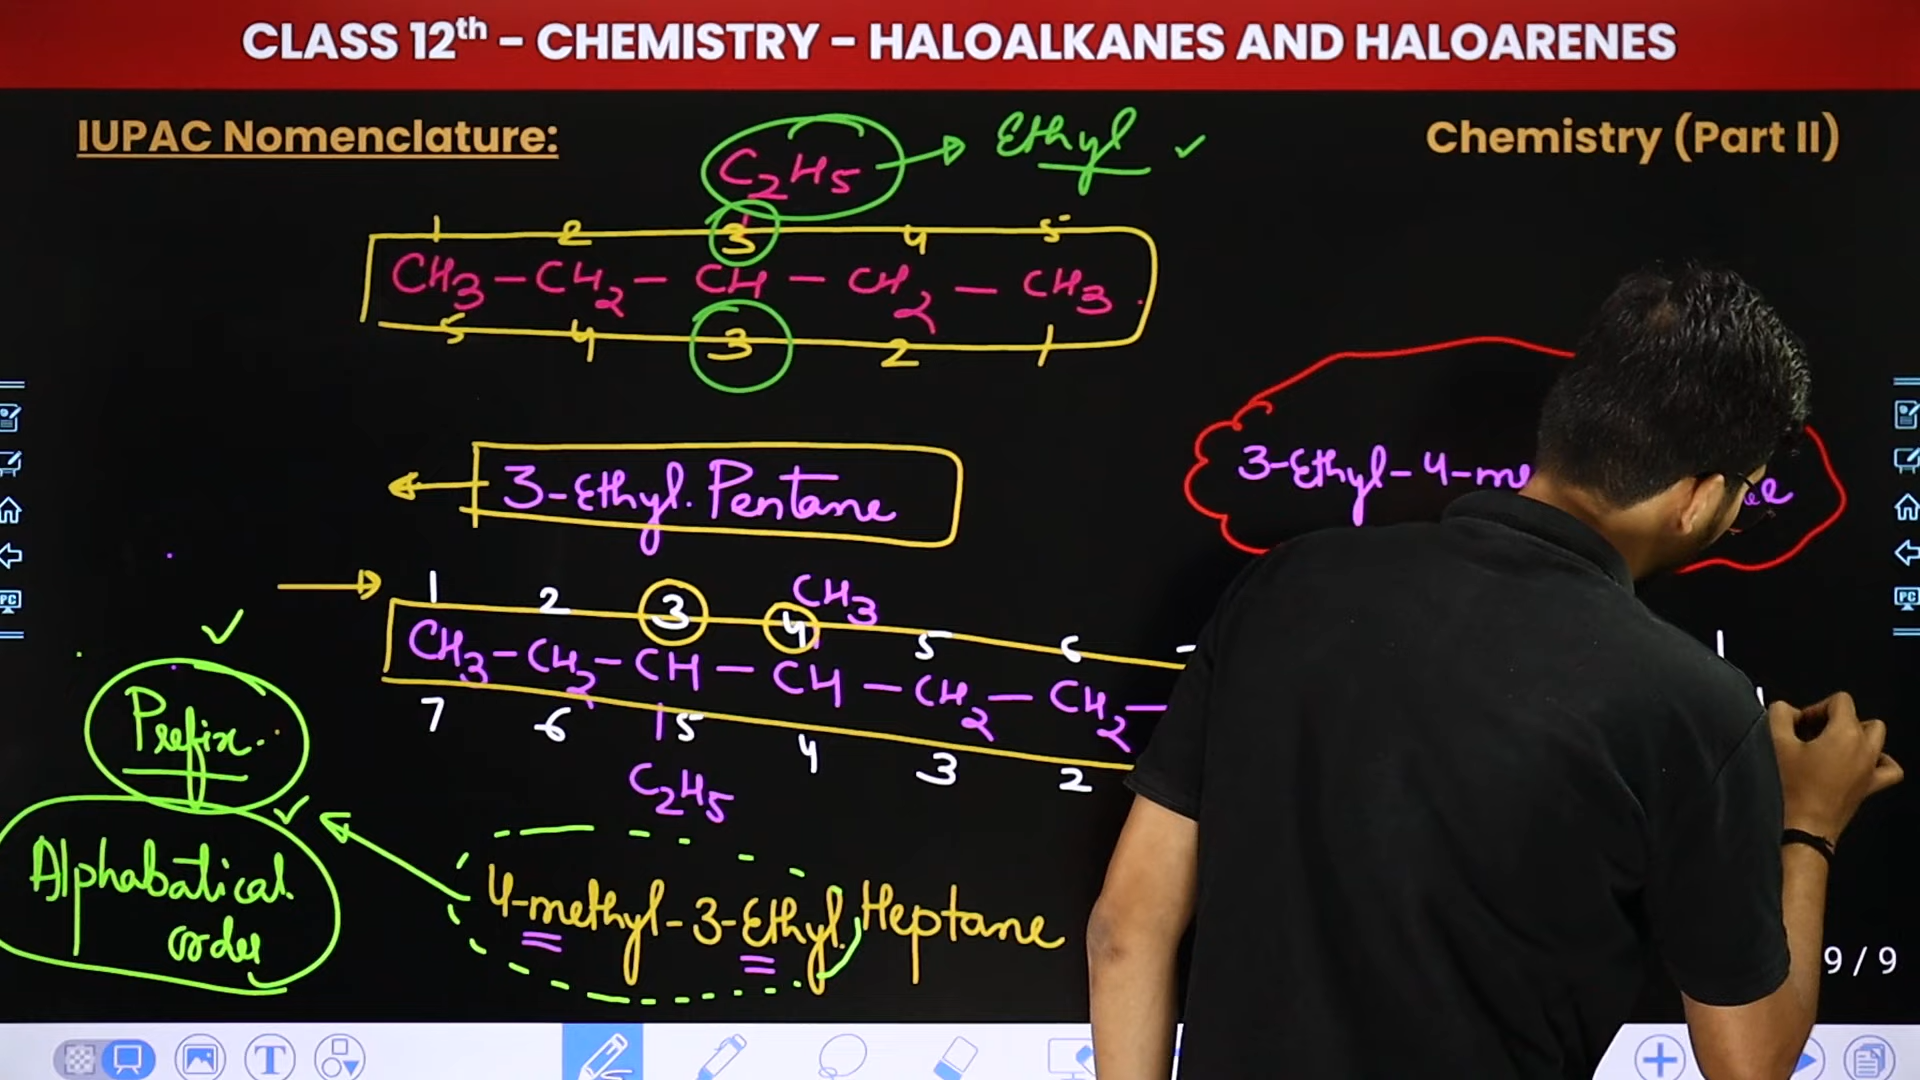 CLASS 12th - CHEMISTRY - HALOALKANES AND HALOARENES
IUPAC Nomenclature:
Chemistry (Part II)
C2H5 → Ethyl ✓
1 2 3 4 5
CH3 – CH2 – CH – CH2 – CH3
5 4 3 2 1
3-Ethyl-4-me
3-Ethyl. Pentane
CH3
1 2 3 4 5 6
CH3 – CH2 – CH – CH – CH2 – CH2 –
7 6 5 4 3 2
C2H5
Prefix.
Alphabatical
order
4-methyl-3-Ethyl. Heptane
9 / 9
T
PC
PC